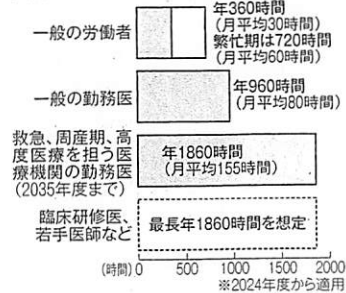 一般の労働者
年360時間
(月平均30時間)
繁忙期は720時間
(月平均60時間)
一般の勤務医
年960時間
(月平均80時間)
救急、周産期、高
度医療を担う医
療機関の勤務医
(2035年度まで)
年1860時間
(月平均155時間)
臨床研修医、
若手医師など
最長年1860時間を想定
(時間) 0 500 1000 1500 2000
※2024年度から適用